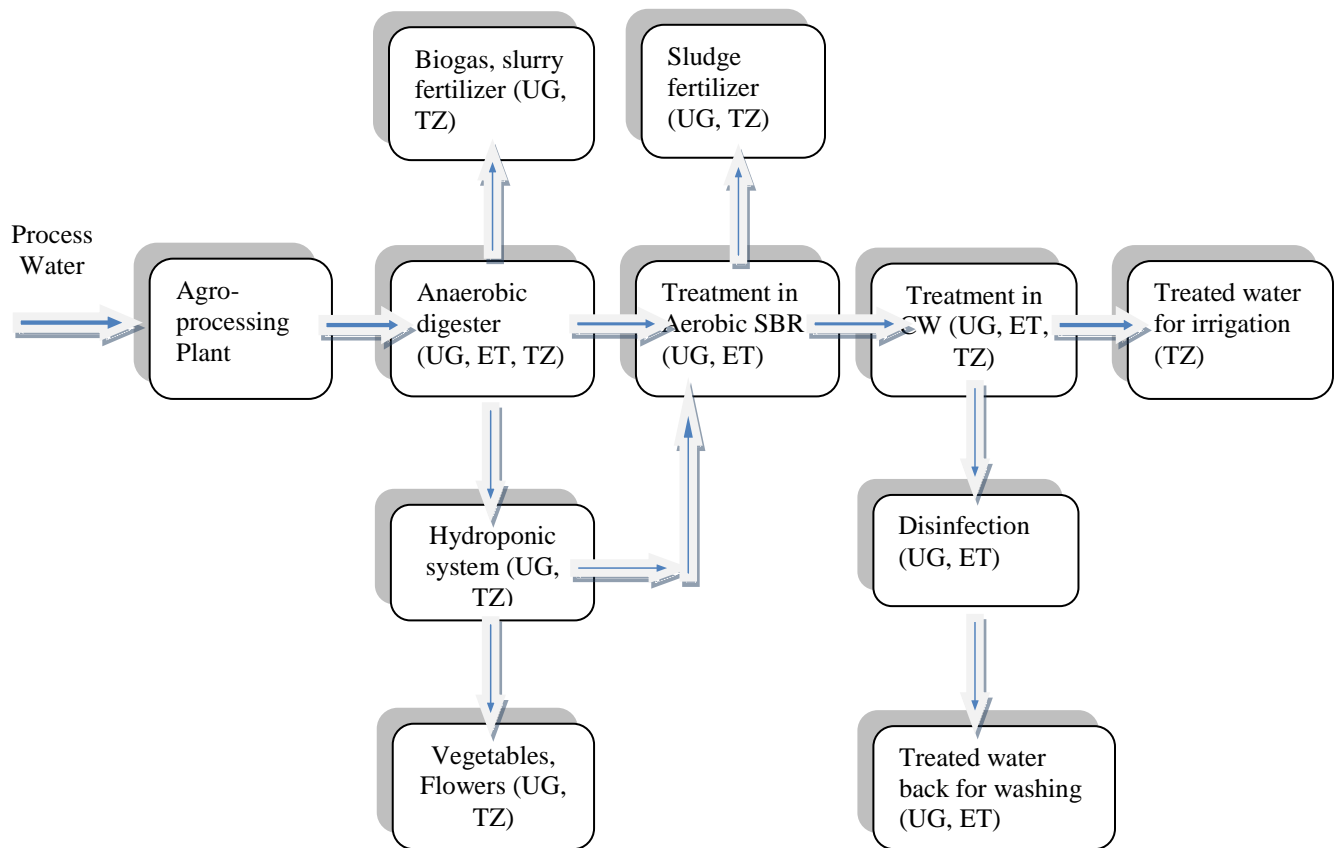 Biogas, slurry
fertilizer (UG,
TZ)
Sludge
fertilizer
(UG, TZ)
Process
Water
Agro-
processing
Plant
Anaerobic
digester
(UG, ET, TZ)
Treatment in
Aerobic SBR
(UG, ET)
Treatment in
CW (UG, ET,
TZ)
Treated water
for irrigation
(TZ)
Hydroponic
system (UG,
TZ)
Disinfection
(UG, ET)
Vegetables,
Flowers (UG,
TZ)
Treated water
back for washing
(UG, ET)